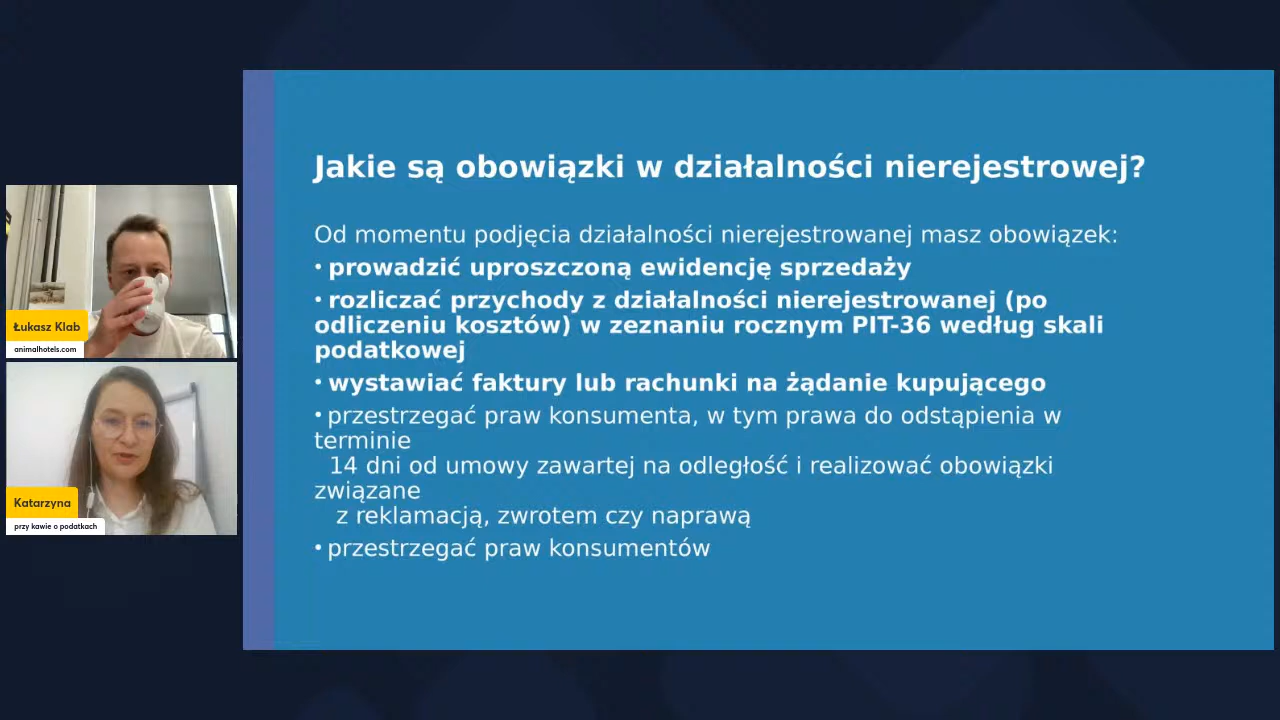 Jakie są obowiązki w działalności nierejestrowej?
Od momentu podjęcia działalności nierejestrowanej masz obowiązek:
• prowadzić uproszczoną ewidencję sprzedaży
• rozliczać przychody z działalności nierejestrowanej (po
odliczeniu kosztów) w zeznaniu rocznym PIT-36 według skali
podatkowej
• wystawiać faktury lub rachunki na żądanie kupującego
• przestrzegać praw konsumenta, w tym prawa do odstąpienia w
terminie
14 dni od umowy zawartej na odległość i realizować obowiązki
związane
z reklamacją, zwrotem czy naprawą
• przestrzegać praw konsumentów
Łukasz Klab
animalhotels.com
Katarzyna
przy kawie o podatkach